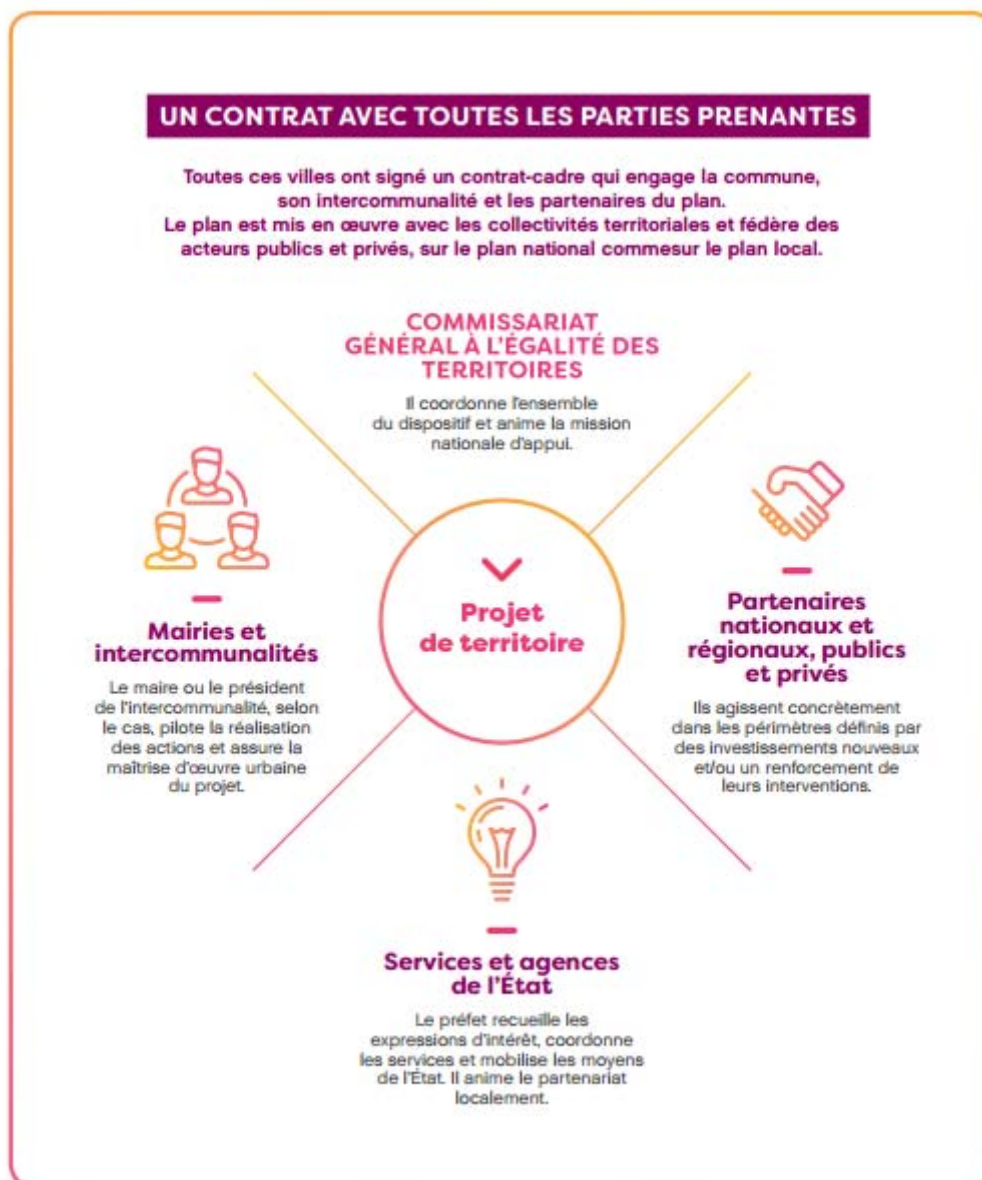 UN CONTRAT AVEC TOUTES LES PARTIES PRENANTES
Toutes ces villes ont signé un contrat-cadre qui engage la commune,
son intercommunalité et les partenaires du plan.
Le plan est mis en œuvre avec les collectivités territoriales et fédère des
acteurs publics et privés, sur le plan national commesur le plan local.
COMMISSARIAT
GÉNÉRAL À L'ÉGALITÉ DES
TERRITOIRES
Il coordonne l'ensemble
du dispositif et anime la mission
nationale d'appui.
Mairies et
intercommunalités
Le maire ou le président
de l'intercommunalité, selon
le cas, pilote la réalisation
des actions et assure la
maîtrise d'œuvre urbaine
du projet.
Projet
de territoire
Partenaires
nationaux et
régionaux, publics
et privés
Ils agissent concrètement
dans les périmètres définis par
des investissements nouveaux
et/ou un renforcement de
leurs interventions.
Services et agences
de l'État
Le préfet recueille les
expressions d'intérêt, coordonne
les services et mobilise les moyens
de l'État. Il anime le partenariat
localement.